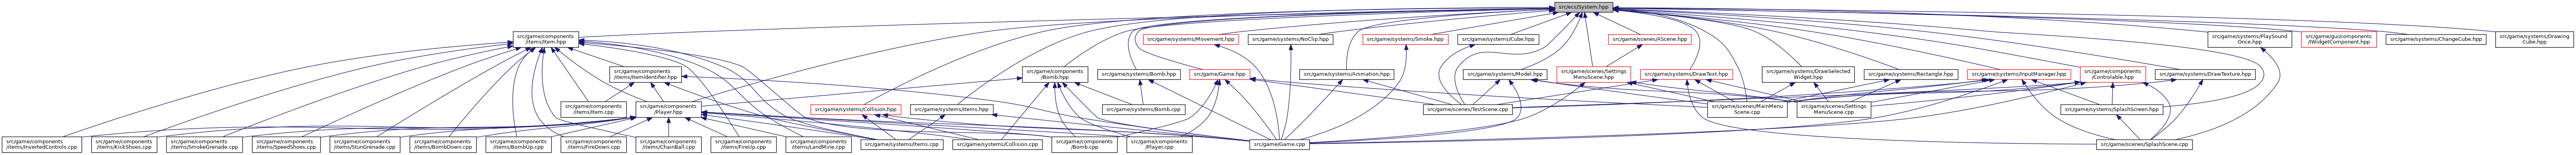 src/ecs/System.hpp
src/game/components
/items/Item.hpp
src/game/systems/Movement.hpp
src/game/systems/NoClip.hpp
src/game/systems/Smoke.hpp
src/game/systems/Cube.hpp
src/game/scenes/AScene.hpp
src/game/systems/PlaySound
Once.hpp
src/game/gui/components
/IWidgetComponent.hpp
src/game/systems/ChangeCube.hpp
src/game/systems/Drawing
Cube.hpp
src/game/components
/items/ItemIdentifier.hpp
src/game/components
/Bomb.hpp
src/game/systems/Bomb.hpp
src/game/Game.hpp
src/game/systems/Animation.hpp
src/game/systems/Model.hpp
src/game/scenes/Settings
MenuScene.hpp
src/game/systems/DrawText.hpp
src/game/systems/DrawSelected
Widget.hpp
src/game/systems/Rectangle.hpp
src/game/systems/InputManager.hpp
src/game/components
/Controlable.hpp
src/game/systems/DrawTexture.hpp
src/game/components
/items/Item.cpp
src/game/components
/Player.hpp
src/game/systems/Collision.hpp
src/game/systems/Items.hpp
src/game/systems/Bomb.cpp
src/game/scenes/TestScene.cpp
src/game/scenes/MainMenu
Scene.cpp
src/game/scenes/Settings
MenuScene.cpp
src/game/systems/SplashScreen.hpp
src/game/components
/items/InvertedControls.cpp
src/game/components
/items/KickShoes.cpp
src/game/components
/items/SmokeGrenade.cpp
src/game/components
/items/SpeedShoes.cpp
src/game/components
/items/StunGrenade.cpp
src/game/components
/items/BombDown.cpp
src/game/components
/items/BombUp.cpp
src/game/components
/items/FireDown.cpp
src/game/components
/items/ChainBall.cpp
src/game/components
/items/FireUp.cpp
src/game/components
/items/LandMine.cpp
src/game/systems/Items.cpp
src/game/systems/Collision.cpp
src/game/components
/Bomb.cpp
src/game/components
/Player.cpp
src/game/Game.cpp
src/game/scenes/SplashScene.cpp